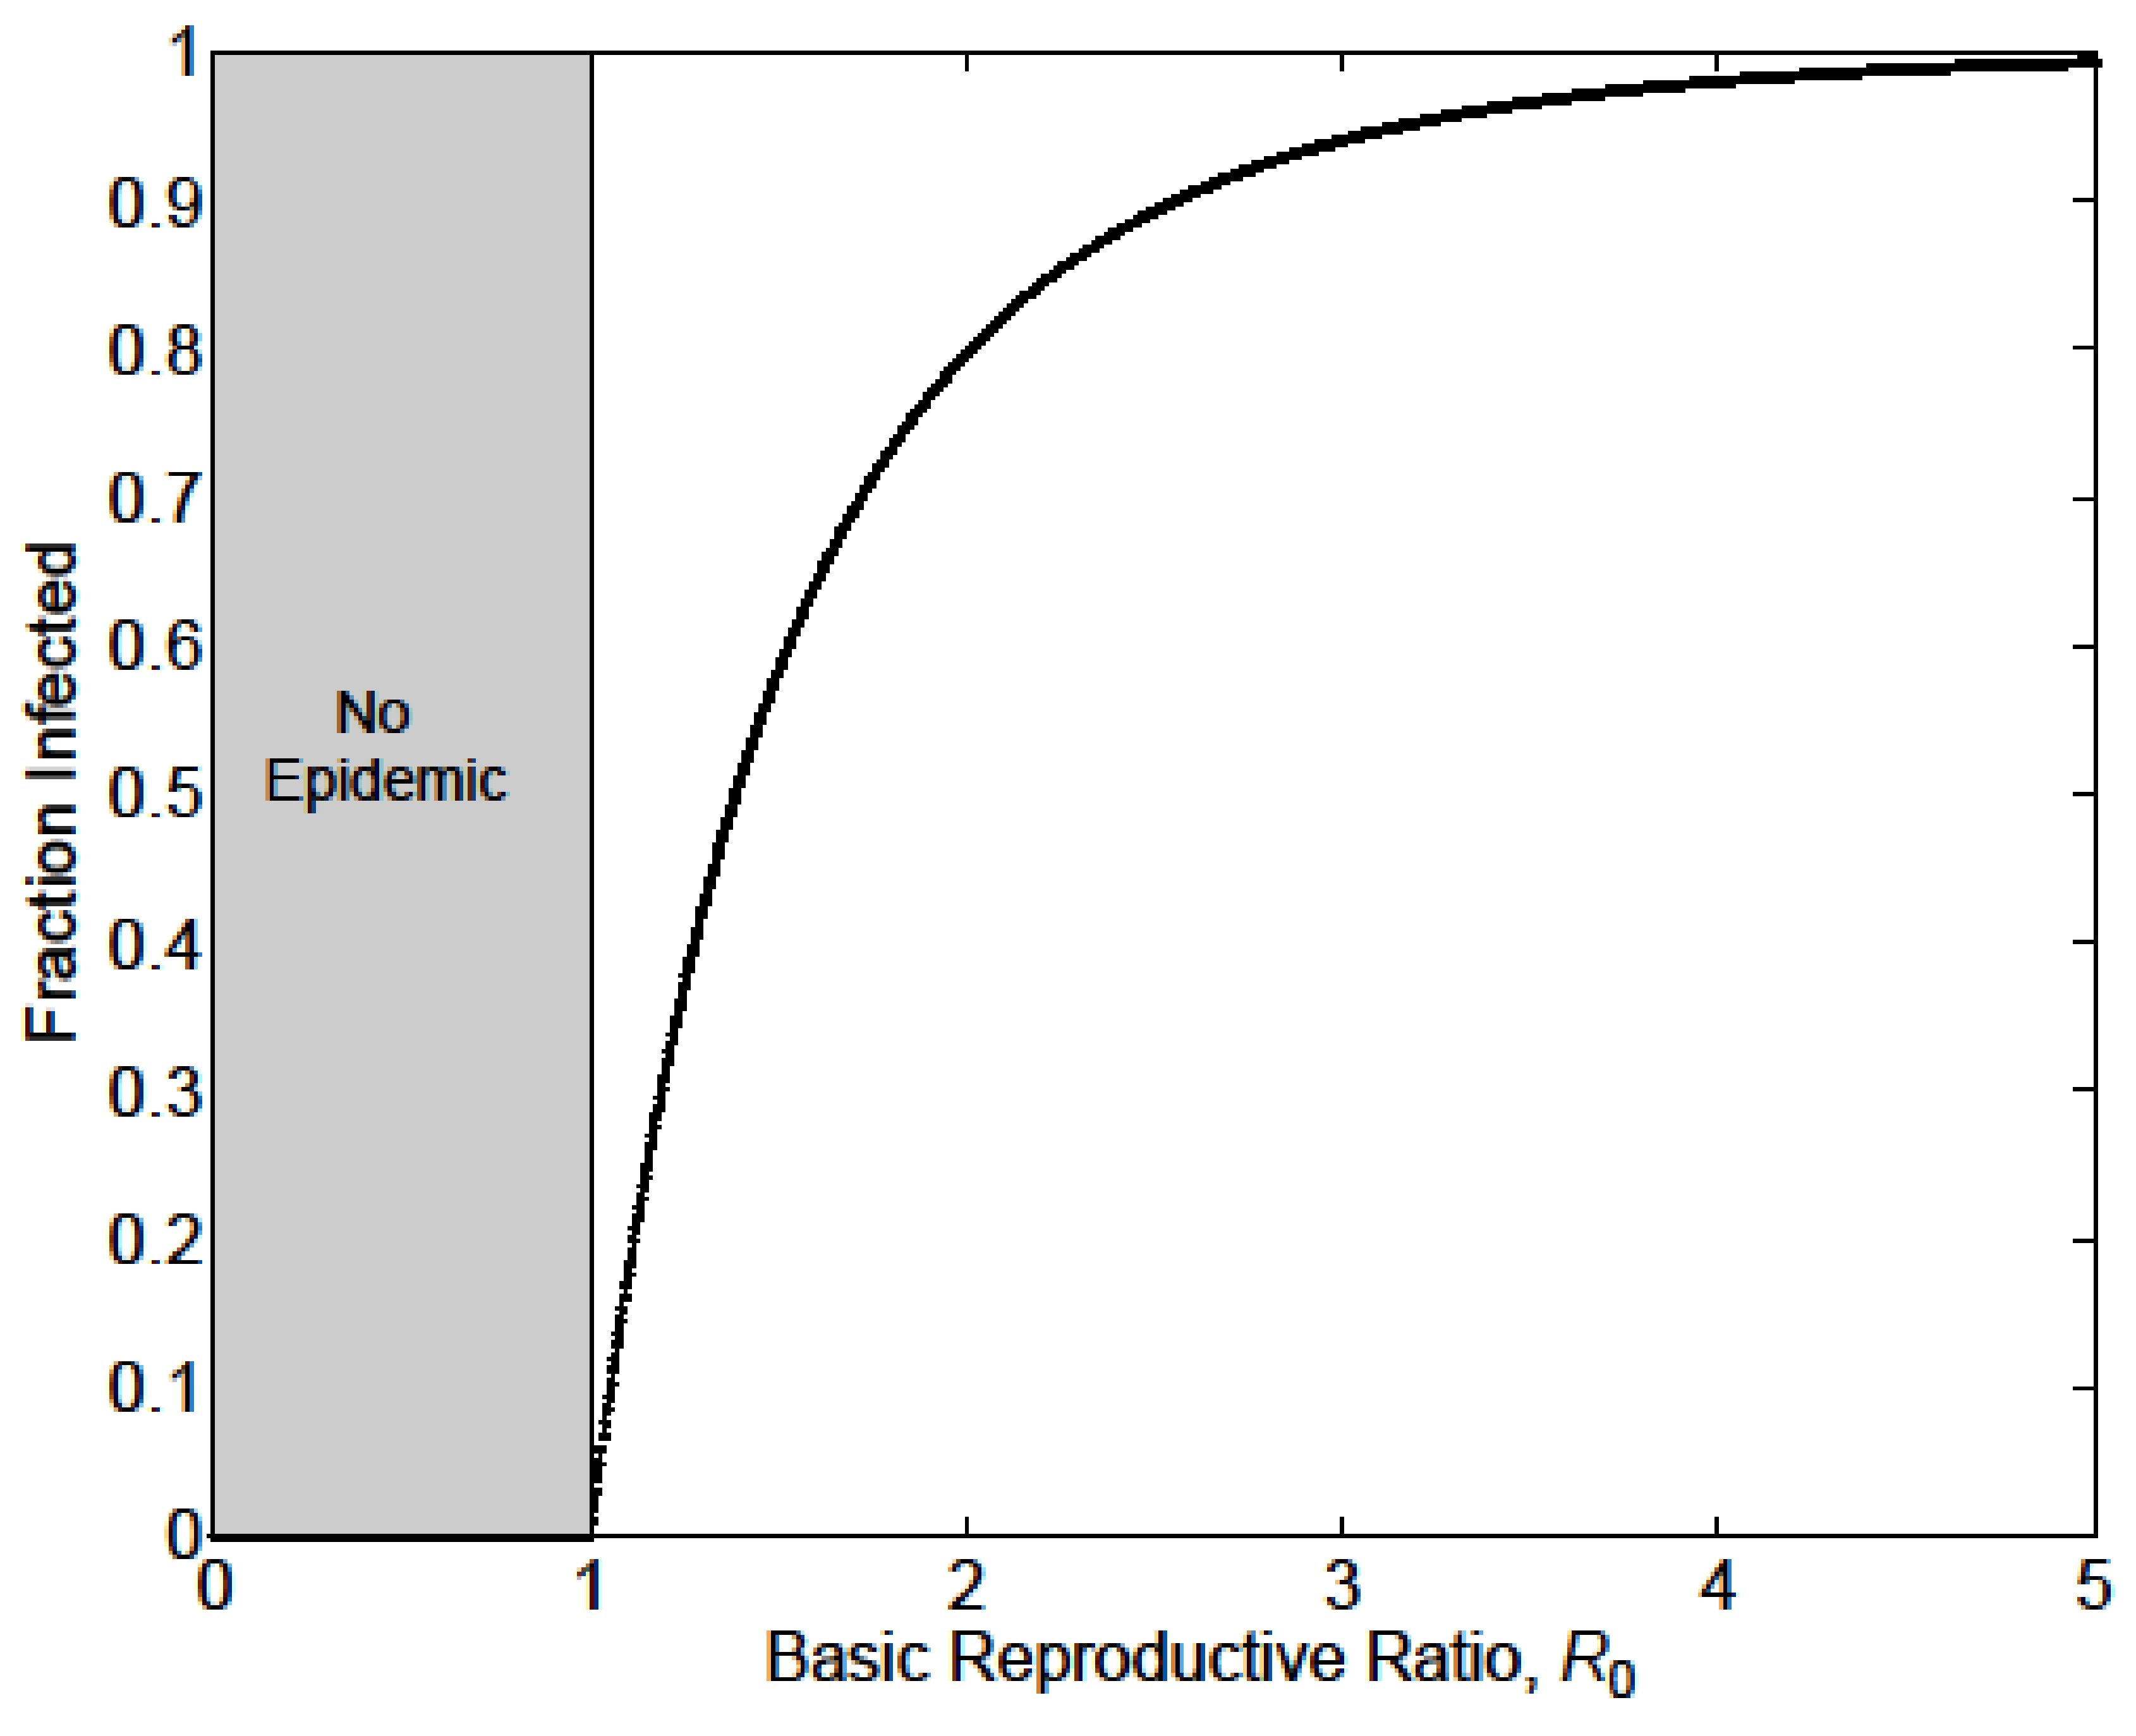 1
0.9
0.8
0.7
0.6
0.5
0.4
0.3
0.2
0.1
0
Fraction Infected
No
Epidemic
0 1 2 3 4 5
Basic Reproductive Ratio, R₀